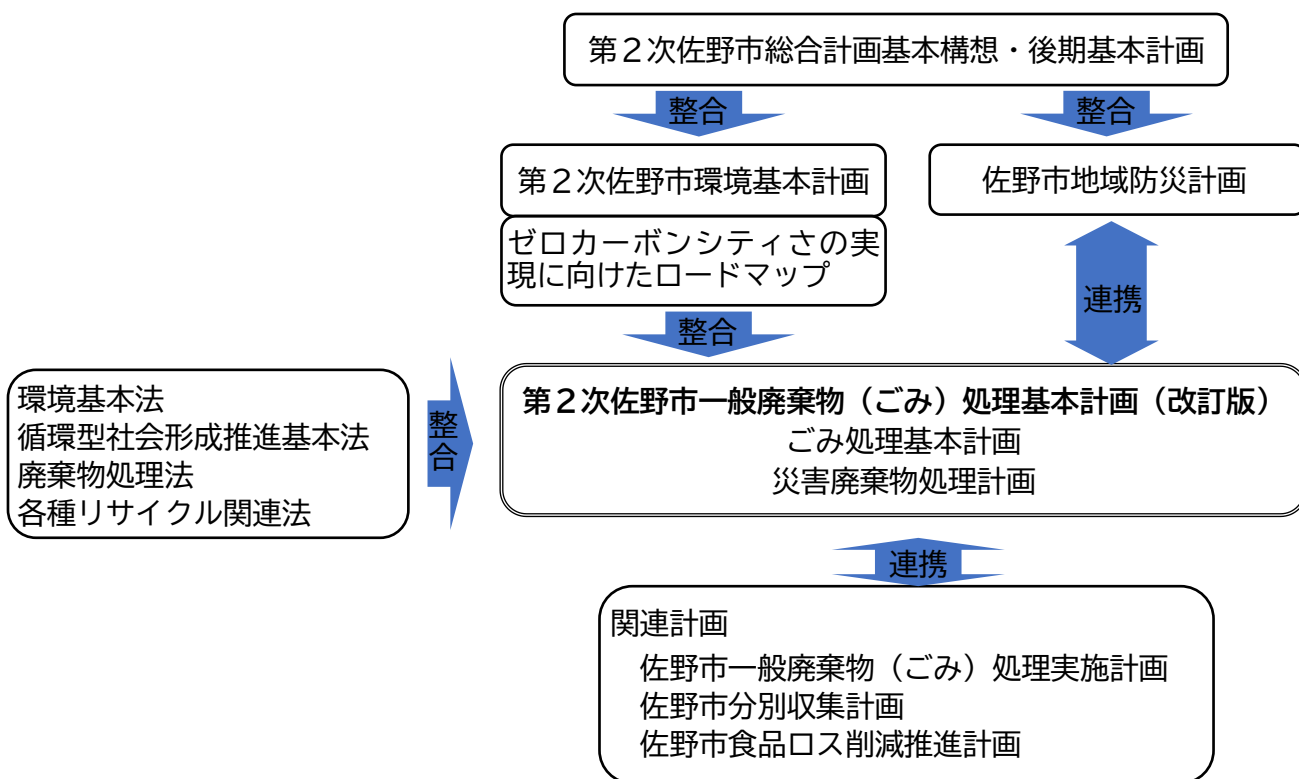 第２次佐野市総合計画基本構想・後期基本計画
整合
整合
第２次佐野市環境基本計画
佐野市地域防災計画
ゼロカーボンシティさの実
現に向けたロードマップ
連携
整合
環境基本法
循環型社会形成推進基本法
廃棄物処理法
各種リサイクル関連法
整合
第２次佐野市一般廃棄物（ごみ）処理基本計画（改訂版）
ごみ処理基本計画
災害廃棄物処理計画
連携
関連計画
佐野市一般廃棄物（ごみ）処理実施計画
佐野市分別収集計画
佐野市食品ロス削減推進計画